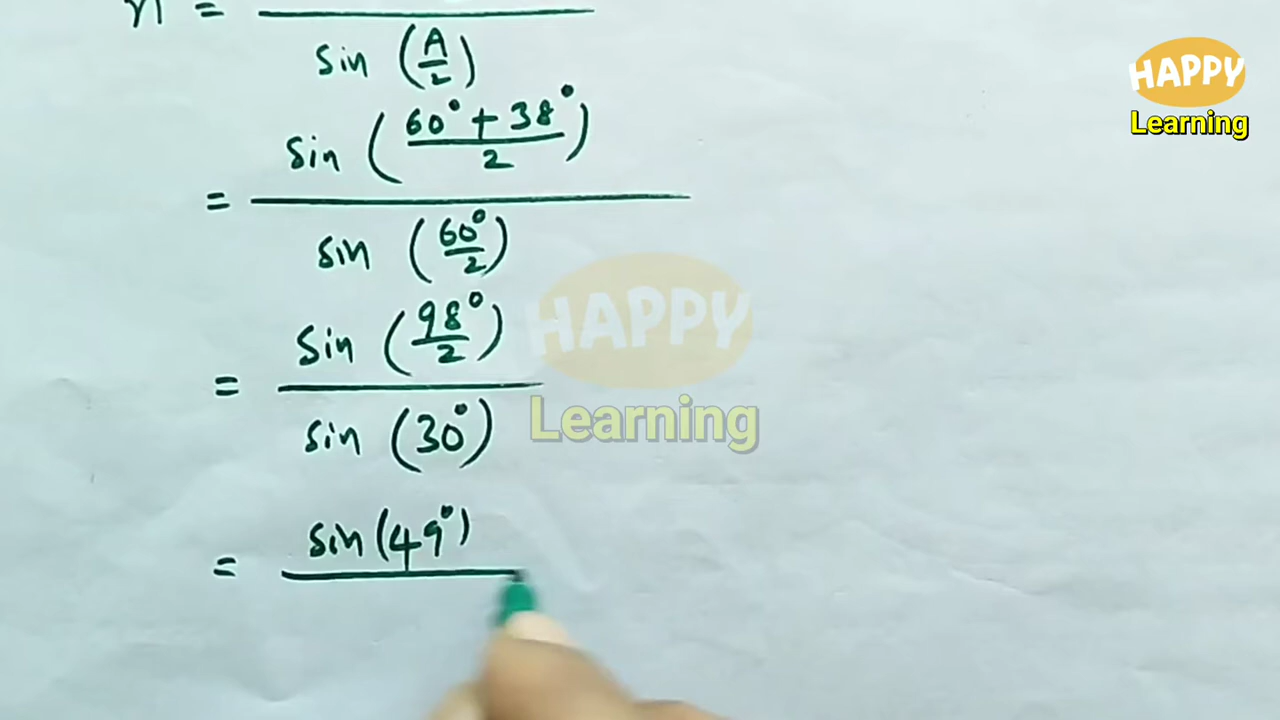 n =
sin (A/2)
= sin (60° + 38° / 2)
sin (60°/2)
= sin (98°/2)
sin (30°)
= sin(49°)
HAPPY
Learning
HAPPY
Learning